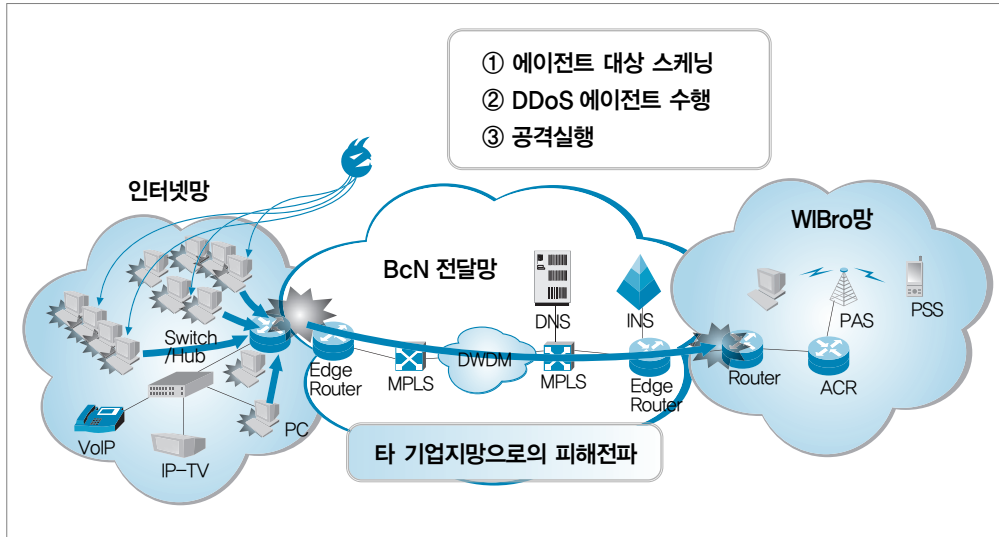 ① 에이전트 대상 스케닝
② DDoS 에이전트 수행
③ 공격실행
인터넷망
BcN 전달망
WIBro망
DNS
INS
PAS
PSS
Switch
/Hub
Edge
Router
MPLS
DWDM
MPLS
Edge
Router
Router
ACR
VoIP
IP-TV
PC
타 기업지망으로의 피해전파